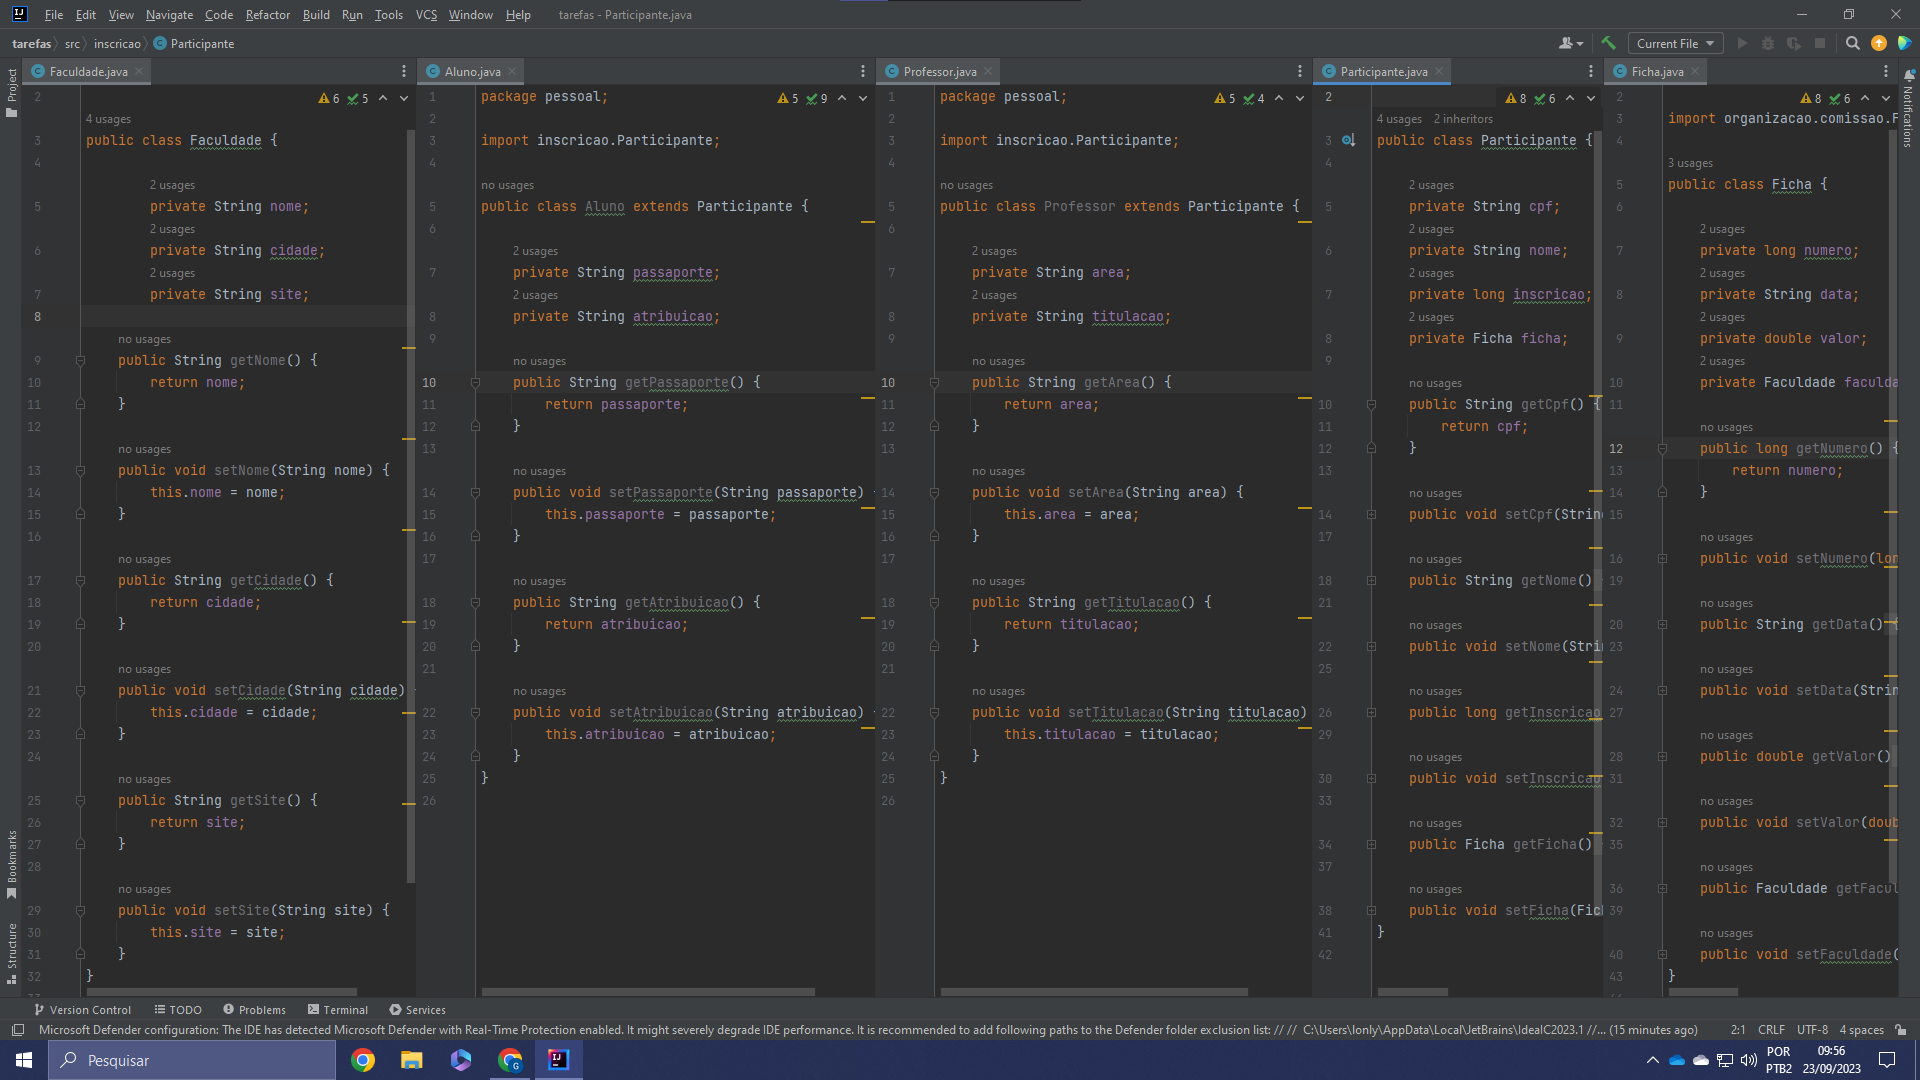 File Edit View Navigate Code Refactor Build Run Tools VCS Window Help tarefas - Participante.java
tarefas src inscricao Participante Current File
Project
Bookmarks
Structure
Faculdade.java
6 5
2
4 usages
3 public class Faculdade {
4
2 usages
5 private String nome;
2 usages
6 private String cidade;
2 usages
7 private String site;
8
no usages
9 public String getNome() {
10 return nome;
11 }
12
no usages
13 public void setNome(String nome) {
14 this.nome = nome;
15 }
16
no usages
17 public String getCidade() {
18 return cidade;
19 }
20
no usages
21 public void setCidade(String cidade)
22 this.cidade = cidade;
23 }
24
no usages
25 public String getSite() {
26 return site;
27 }
28
no usages
29 public void setSite(String site) {
30 this.site = site;
31 }
32 }
Aluno.java
5 9
1 package pessoal;
2
3 import inscricao.Participante;
4
no usages
5 public class Aluno extends Participante {
6
2 usages
7 private String passaporte;
2 usages
8 private String atribuicao;
9
no usages
10 public String getPassaporte() {
11 return passaporte;
12 }
13
no usages
14 public void setPassaporte(String passaporte)
15 this.passaporte = passaporte;
16 }
17
no usages
18 public String getAtribuicao() {
19 return atribuicao;
20 }
21
no usages
22 public void setAtribuicao(String atribuicao)
23 this.atribuicao = atribuicao;
24 }
25 }
26
Professor.java
5 4
1 package pessoal;
2
3 import inscricao.Participante;
4
no usages
5 public class Professor extends Participante {
6
2 usages
7 private String area;
2 usages
8 private String titulacao;
9
no usages
10 public String getArea() {
11 return area;
12 }
13
no usages
14 public void setArea(String area) {
15 this.area = area;
16 }
17
no usages
18 public String getTitulacao() {
19 return titulacao;
20 }
21
no usages
22 public void setTitulacao(String titulacao)
23 this.titulacao = titulacao;
24 }
25 }
26
Participante.java
8 6
2
4 usages 2 inheritors
3 public class Participante {
4
2 usages
5 private String cpf;
2 usages
6 private String nome;
2 usages
7 private long inscricao;
2 usages
8 private Ficha ficha;
9
no usages
10 public String getCpf() {
11 return cpf;
12 }
13
no usages
14 public void setCpf(String
17
no usages
18 public String getNome()
21
no usages
22 public void setNome(Stri
25
no usages
26 public long getInscricao
29
no usages
30 public void setInscricao
33
no usages
34 public Ficha getFicha()
37
no usages
38 public void setFicha(Fic
41 }
42
Ficha.java
8 6
2
3 import organizacao.comissao.F
4
3 usages
5 public class Ficha {
6
2 usages
7 private long numero;
2 usages
8 private String data;
2 usages
9 private double valor;
2 usages
10 private Faculdade faculda
11
no usages
12 public long getNumero() {
13 return numero;
14 }
15
no usages
16 public void setNumero(lon
19
no usages
20 public String getData() {
23
no usages
24 public void setData(Strin
27
no usages
28 public double getValor()
31
no usages
32 public void setValor(doub
35
no usages
36 public Faculdade getFacul
39
no usages
40 public void setFaculdade(
43 }
Notifications
Version Control TODO Problems Terminal Services
Microsoft Defender configuration: The IDE has detected Microsoft Defender with Real-Time Protection enabled. It might severely degrade IDE performance. It is recommended to add following paths to the Defender folder exclusion list: // // C:\Users\lonly\AppData\Local\JetBrains\IdealC2023.1 //... (15 minutes ago) 2:1 CRLF UTF-8 4 spaces
Pesquisar
POR
PTB2
09:56
23/09/2023